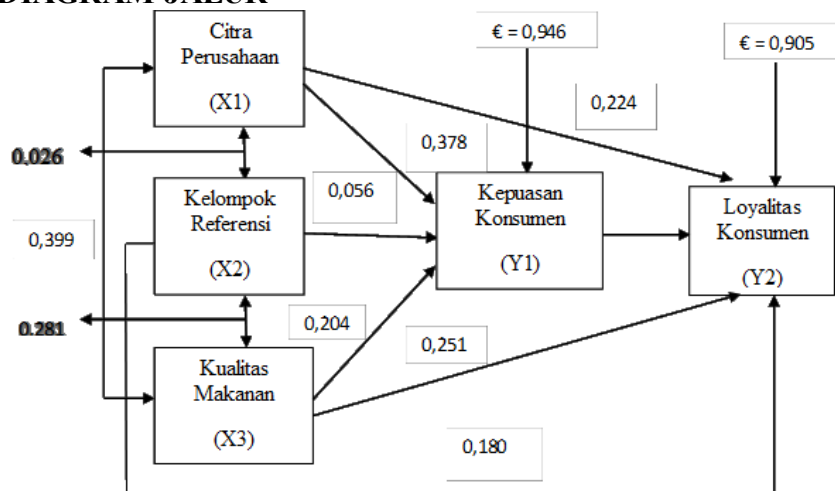 DIAGRAM JALUR
Citra
Perusahaan
(X1)
€ = 0,946
€ = 0,905
0,224
0,378
0.026
Kelompok
Referensi
(X2)
0,056
Kepuasan
Konsumen
(Y1)
Loyalitas
Konsumen
(Y2)
0,399
0.281
0,204
0,251
Kualitas
Makanan
(X3)
0,180